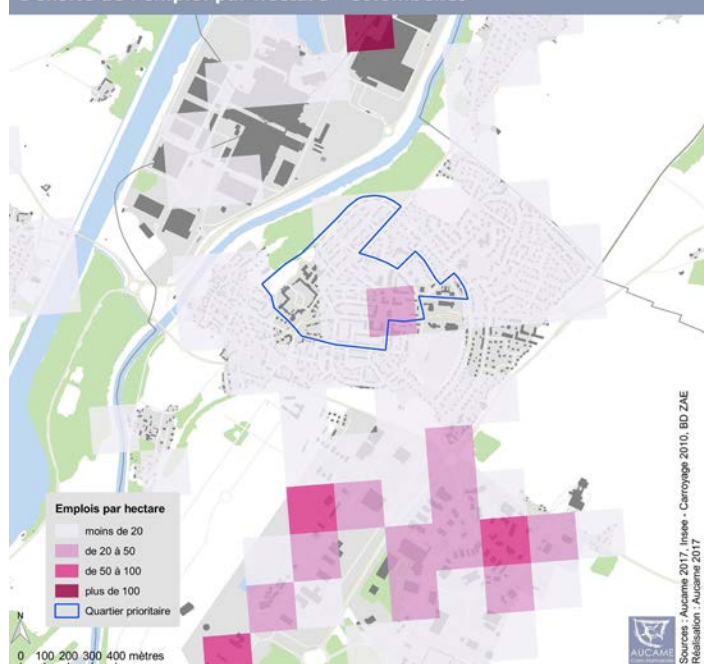 Emplois par hectare
moins de 20
de 20 à 50
de 50 à 100
plus de 100
Quartier prioritaire
N
0 100 200 300 400 mètres
Sources : Aucame 2017, Insee - Carroyage 2010, BD ZAE
Réalisation : Aucame 2017
AUCAME